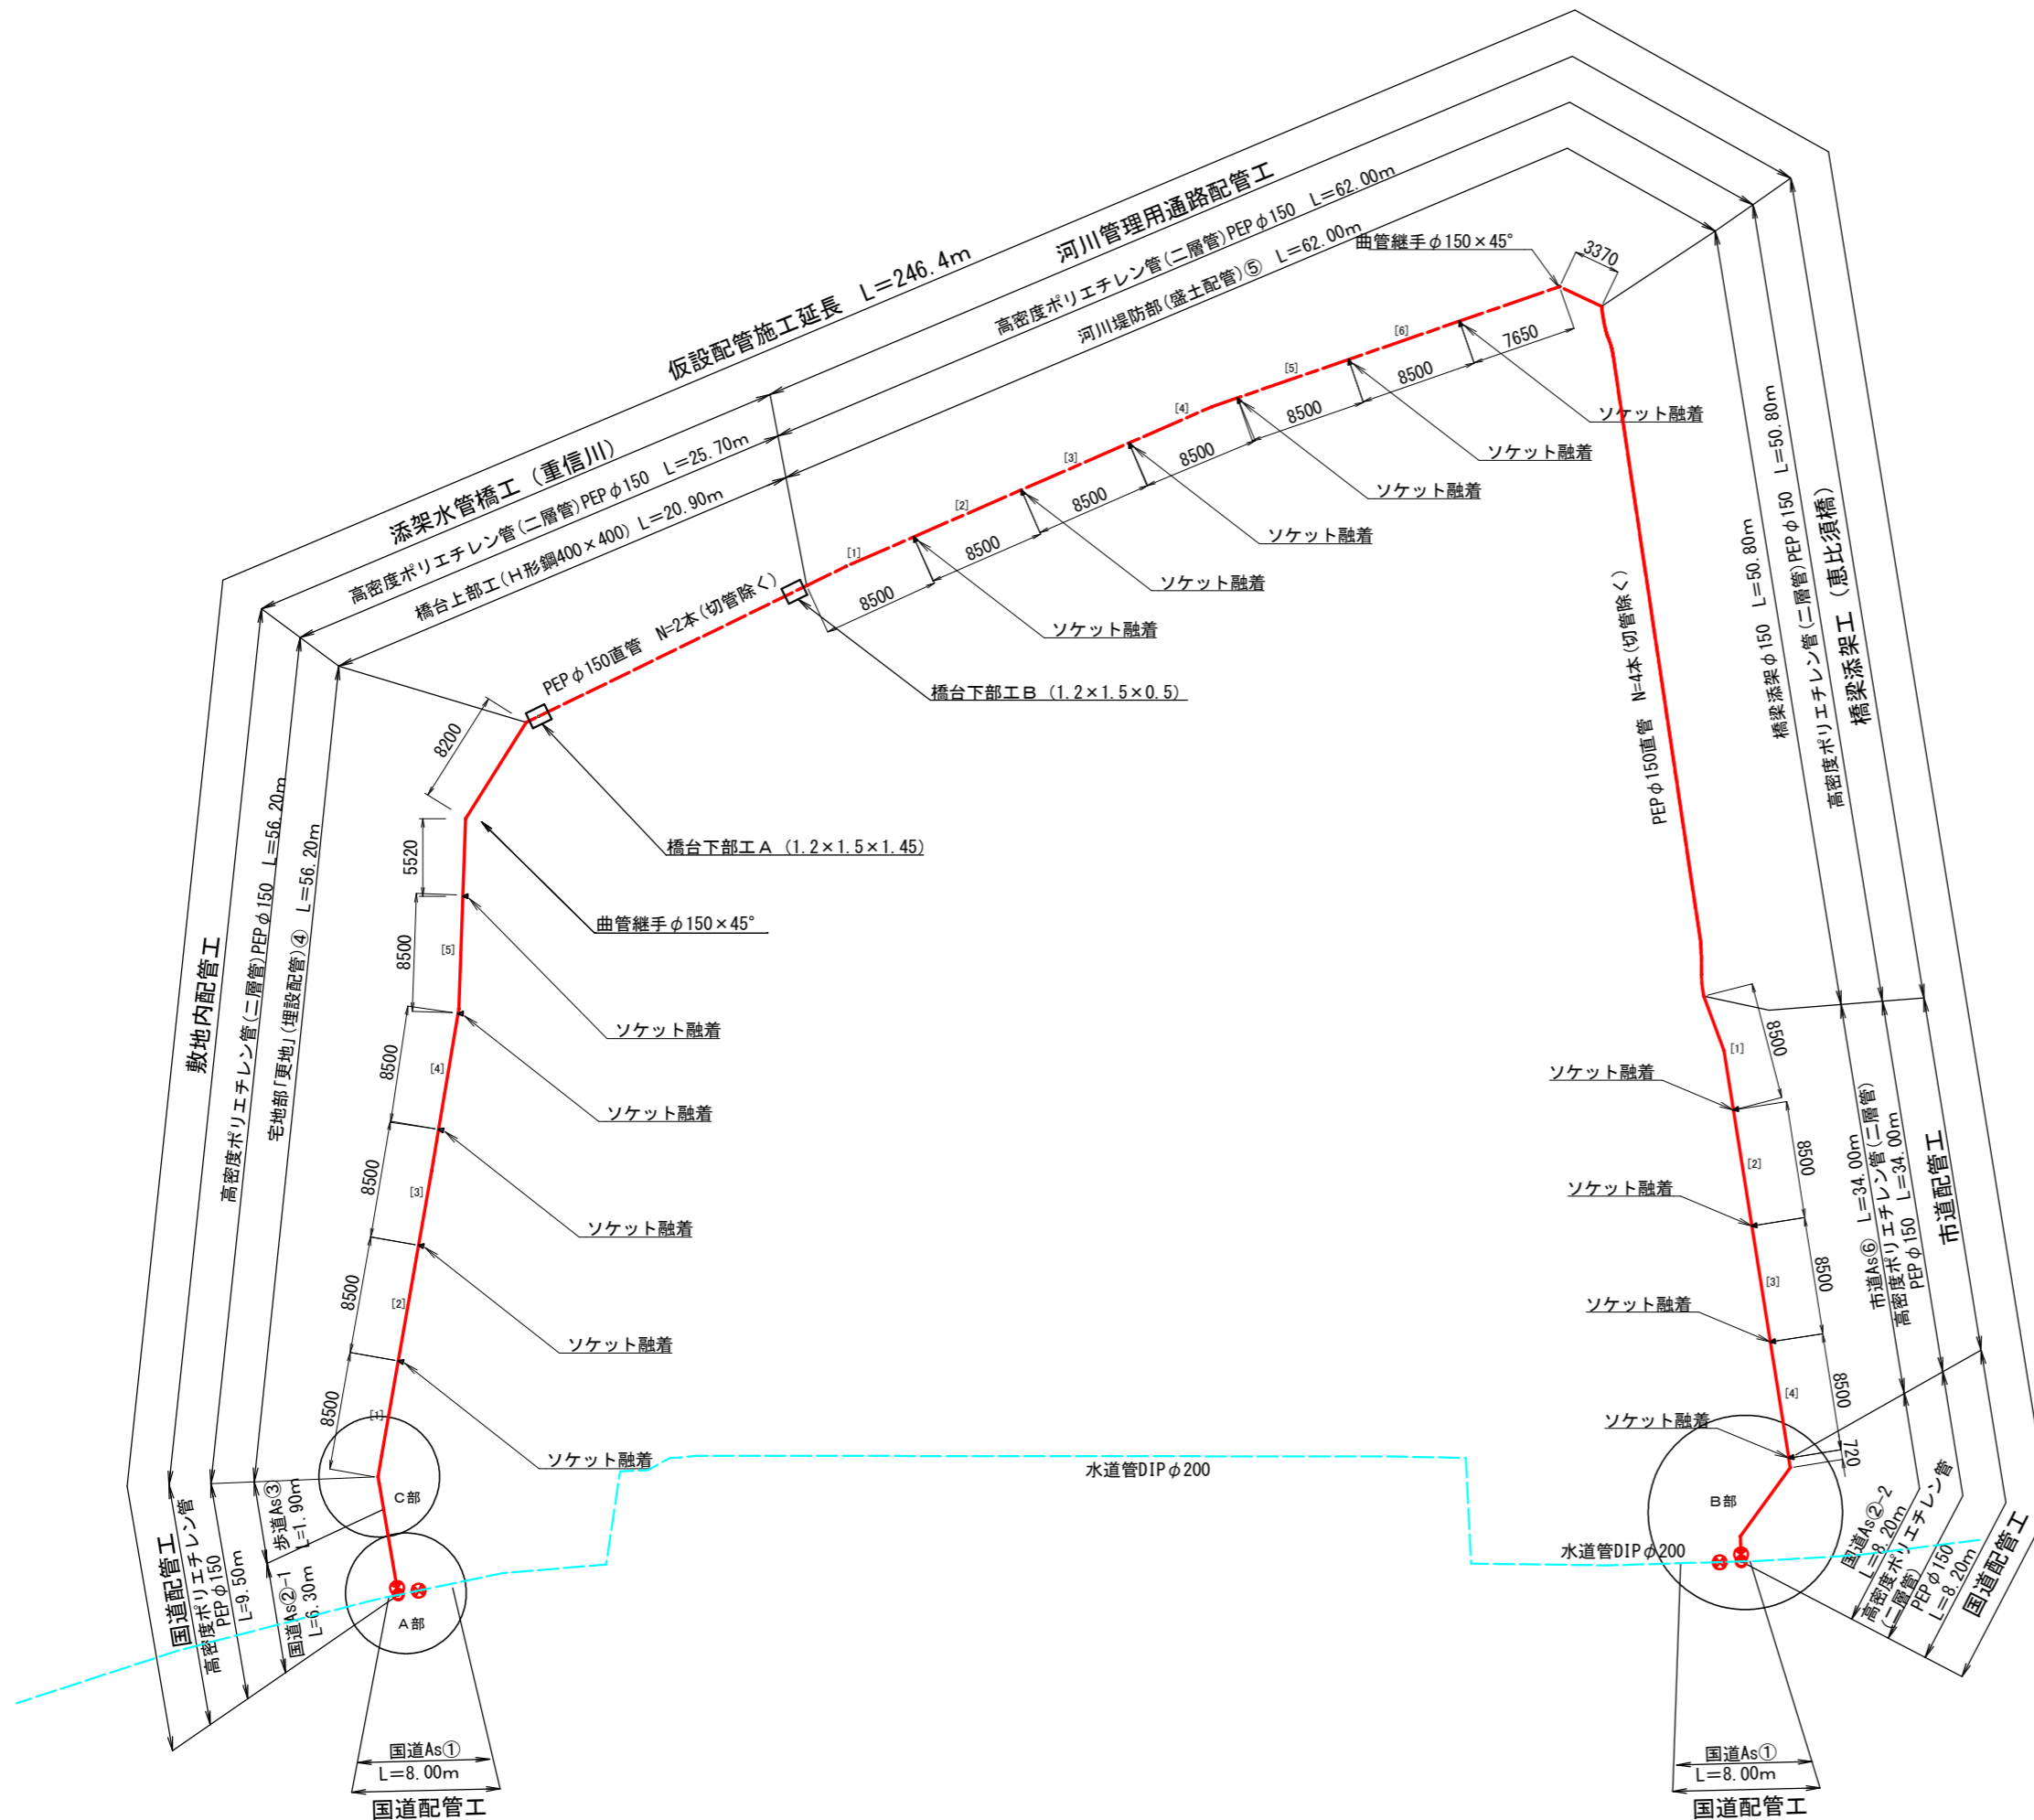 仮設配管施工延長　L＝246.4m
河川管理用通路配管工
高密度ポリエチレン管(二層管)PEPφ150　L＝62.00m
河川堤防部(盛土配管)⑤　L＝62.00m
曲管継手φ150×45°
3370
添架水管橋工（重信川）
高密度ポリエチレン管(二層管)PEPφ150　L＝25.70m
橋台上部工(H形鋼400×400) L＝20.90m
PEPφ150直管　N=2本(切管除く)
[1]
[2]
[3]
[4]
[5]
[6]
8500
8500
8500
8500
8500
8500
7650
ソケット融着
ソケット融着
ソケット融着
ソケット融着
ソケット融着
ソケット融着
橋台下部工Ｂ（1.2×1.5×0.5）
橋台下部工Ａ（1.2×1.5×1.45）
曲管継手φ150×45°
8200
5520
8500
8500
8500
8500
8500
[5]
[4]
[3]
[2]
[1]
ソケット融着
ソケット融着
ソケット融着
ソケット融着
ソケット融着
敷地内配管工
高密度ポリエチレン管(二層管)PEPφ150　L＝56.20m
宅地部｢更地｣(埋設配管)④　L＝56.20m
国道配管工
高密度ポリエチレン管
PEPφ150
L＝9.50m
歩道As③
L＝1.90m
国道As②-1
L＝6.30m
Ｃ部
Ａ部
国道As①
L＝8.00m
国道配管工
水道管DIPφ200
PEPφ150直管　N=4本(切管除く)
橋梁添架φ150　L＝50.80m
高密度ポリエチレン管(二層管)PEPφ150　L＝50.80m
橋梁添架工（恵比須橋）
8500
8500
8500
8500
720
[1]
[2]
[3]
[4]
ソケット融着
ソケット融着
ソケット融着
ソケット融着
市道As⑥　L＝34.00m
高密度ポリエチレン管(二層管)
PEPφ150　L＝34.00m
市道配管工
Ｂ部
水道管DIPφ200
国道As②-2
L＝8.20m
高密度ポリエチレン管
(二層管)
PEPφ150
L＝8.20m
国道配管工
国道As①
L＝8.00m
国道配管工